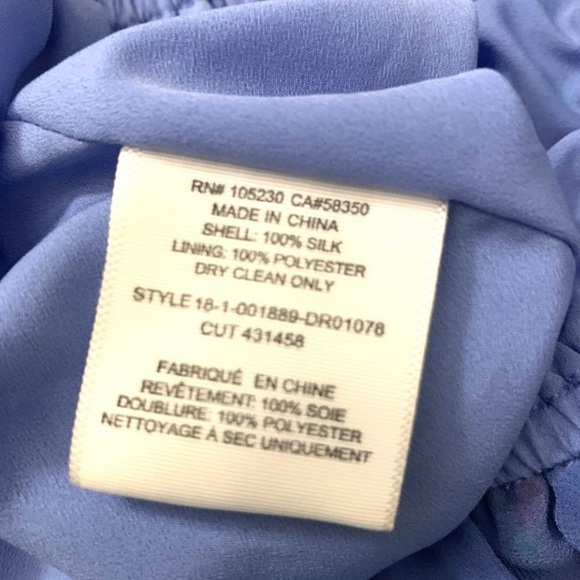 RN# 105230 CA#58350
MADE IN CHINA
SHELL: 100% SILK
LINING: 100% POLYESTER
DRY CLEAN ONLY
STYLE 18-1-001889-DR01078
CUT 431458
FABRIQUÉ EN CHINE
REVÊTEMENT: 100% SOIE
DOUBLURE: 100% POLYESTER
NETTOYAGE À SEC UNIQUEMENT